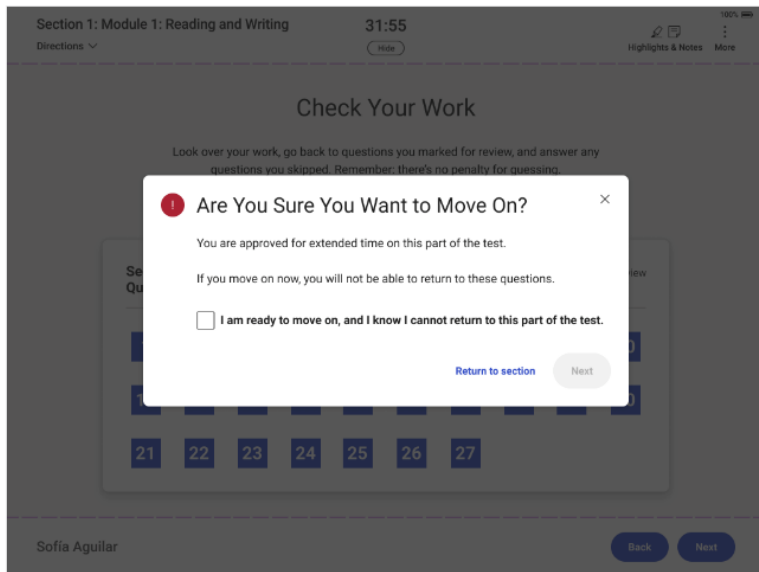 100%
Section 1: Module 1: Reading and Writing
31:55
Directions
Hide
Highlights & Notes
More
Check Your Work
Look over your work, go back to questions you marked for review, and answer any
questions you skipped. Remember: there's no penalty for guessing.
!
Are You Sure You Want to Move On?
You are approved for extended time on this part of the test.
If you move on now, you will not be able to return to these questions.
I am ready to move on, and I know I cannot return to this part of the test.
Return to section
Next
21 22 23 24 25 26 27
Sofía Aguilar
Back
Next